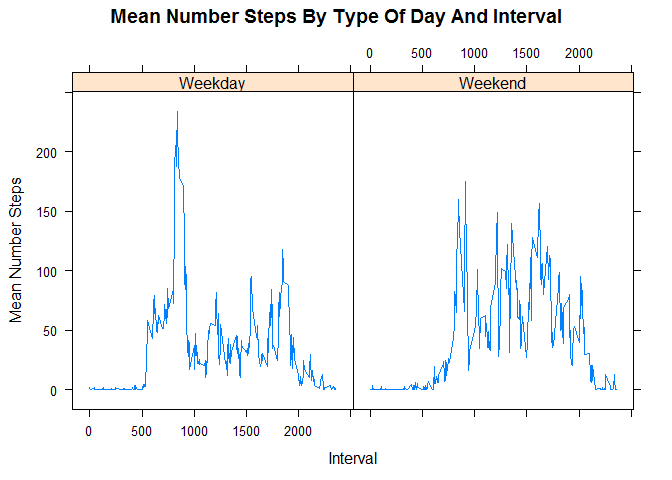 Mean Number Steps By Type Of Day And Interval
0 500 1000 1500 2000
Weekday Weekend
Mean Number Steps
200
150
100
50
0
0 500 1000 1500 2000
Interval